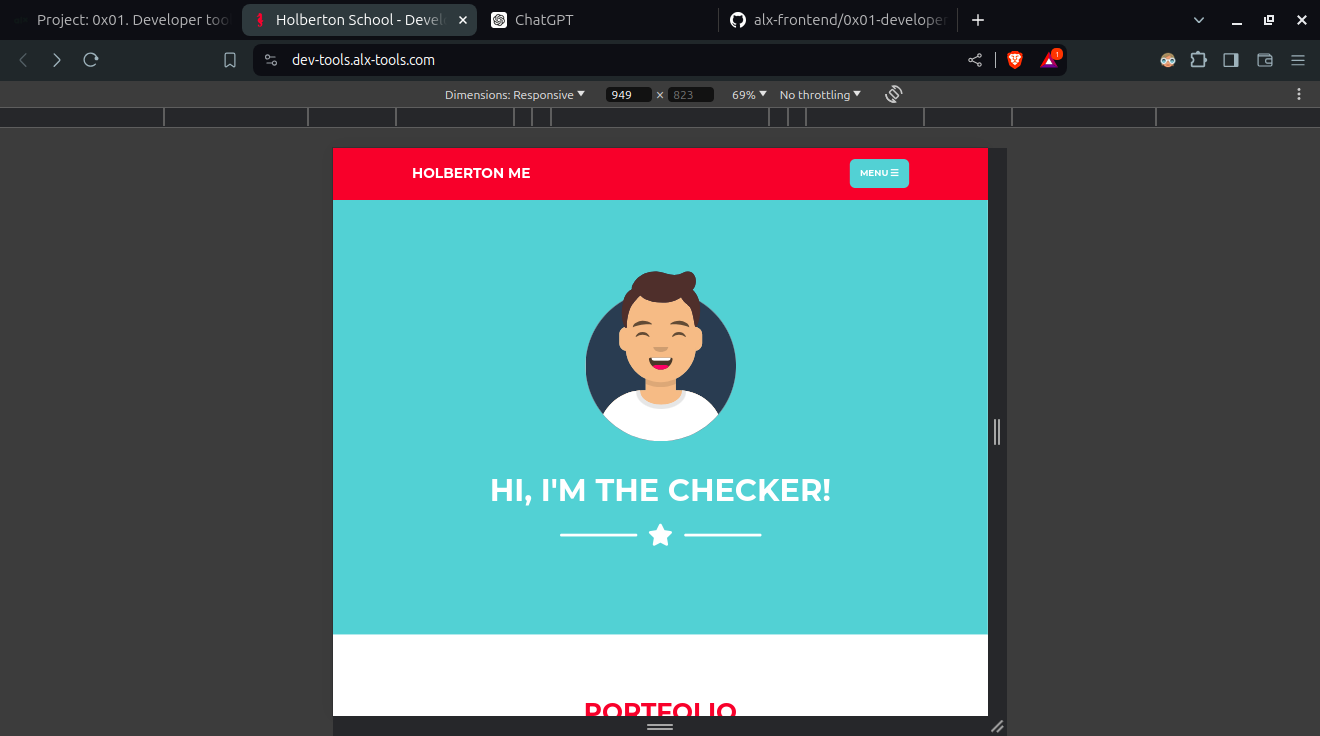 Project: 0x01. Developer tool
Holberton School - Devel
ChatGPT
alx-frontend/0x01-developer
dev-tools.alx-tools.com
1
Dimensions: Responsive
949 × 823
69%
No throttling
HOLBERTON ME
MENU
HI, I'M THE CHECKER!
PORTFOLIO